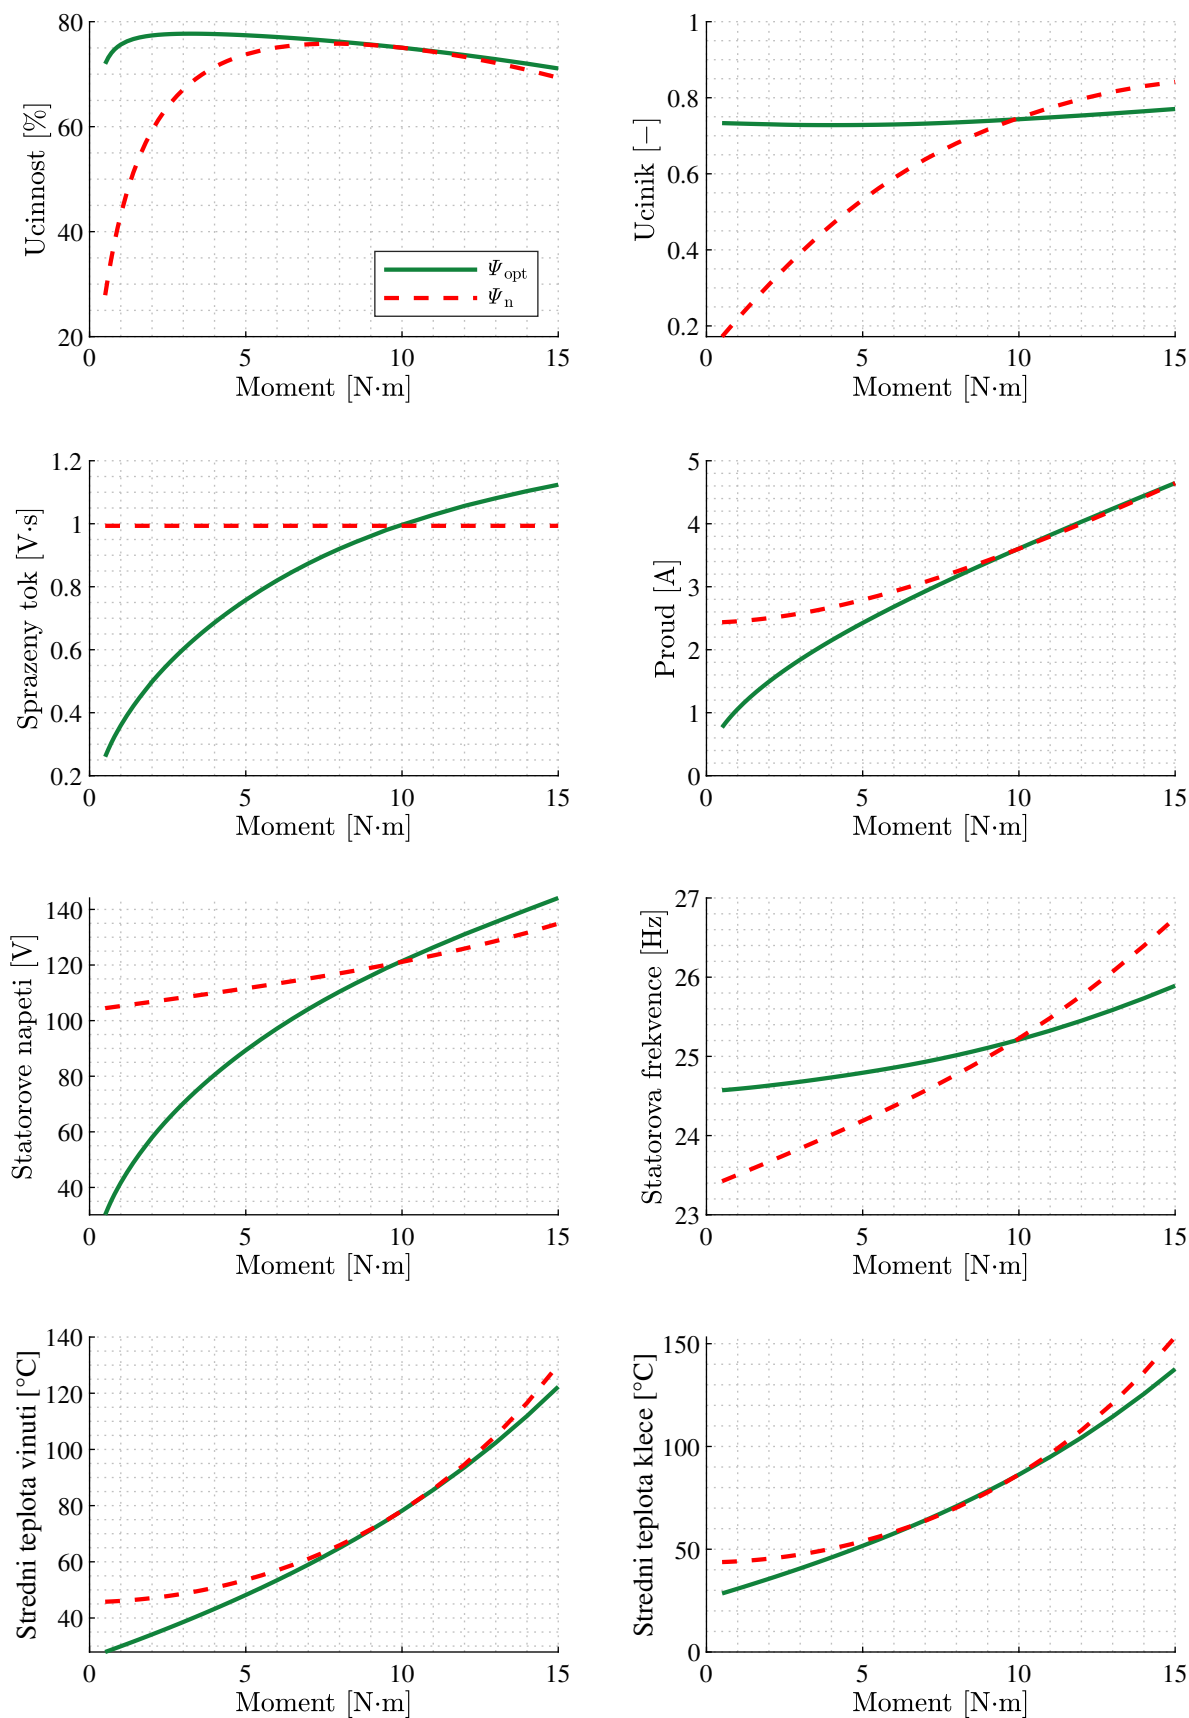 80
60
40
20
Ucinnost [%]
Ψopt
Ψn
0 5 10 15
Moment [N·m]
1
0.8
0.6
0.4
0.2
Ucinik [−]
0 5 10 15
Moment [N·m]
1.2
1
0.8
0.6
0.4
0.2
Sprazeny tok [V·s]
0 5 10 15
Moment [N·m]
5
4
3
2
1
0
Proud [A]
0 5 10 15
Moment [N·m]
140
120
100
80
60
40
Statorove napeti [V]
0 5 10 15
Moment [N·m]
27
26
25
24
23
Statorova frekvence [Hz]
0 5 10 15
Moment [N·m]
140
120
100
80
60
40
Stredni teplota vinuti [°C]
0 5 10 15
Moment [N·m]
150
100
50
0
Stredni teplota klece [°C]
0 5 10 15
Moment [N·m]